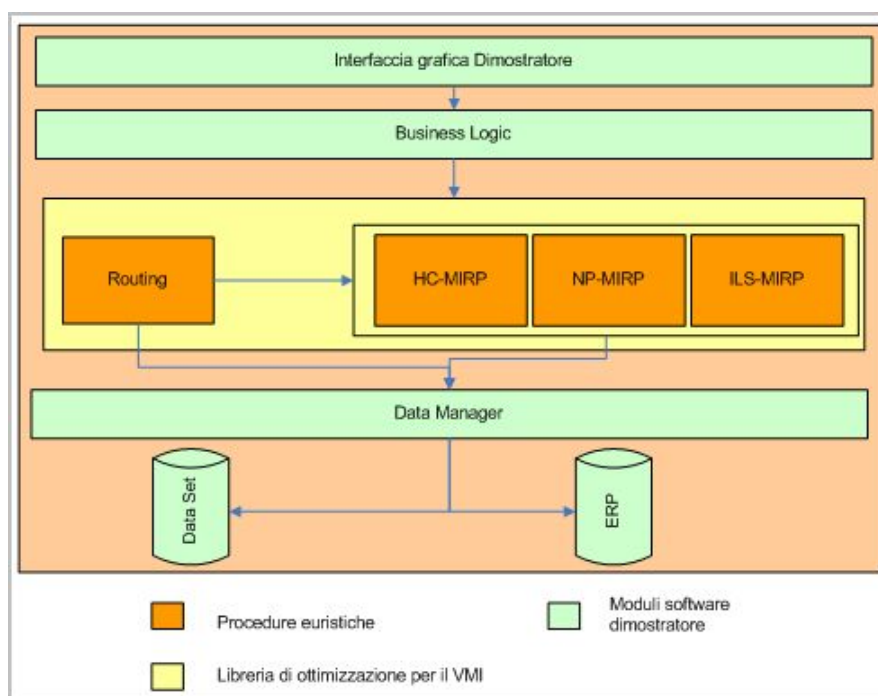 Interfaccia grafica Dimostratore
Business Logic
Routing
HC-MIRP
NP-MIRP
ILS-MIRP
Data Manager
Data Set
ERP
Procedure euristiche
Moduli software
dimostratore
Libreria di ottimizzazione per il VMI